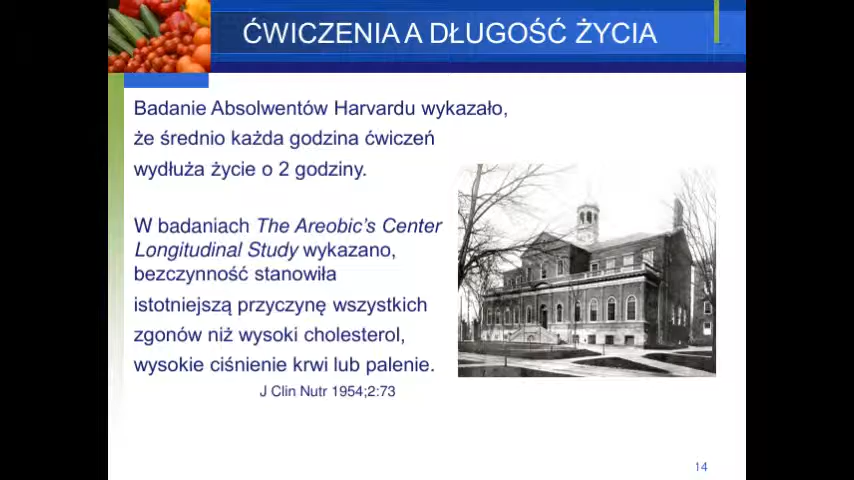 ĆWICZENIA A DŁUGOŚĆ ŻYCIA
Badanie Absolwentów Harvardu wykazało,
że średnio każda godzina ćwiczeń
wydłuża życie o 2 godziny.
W badaniach The Areobic's Center
Longitudinal Study wykazano,
bezczynność stanowiła
istotniejszą przyczynę wszystkich
zgonów niż wysoki cholesterol,
wysokie ciśnienie krwi lub palenie.
J Clin Nutr 1954;2:73
14